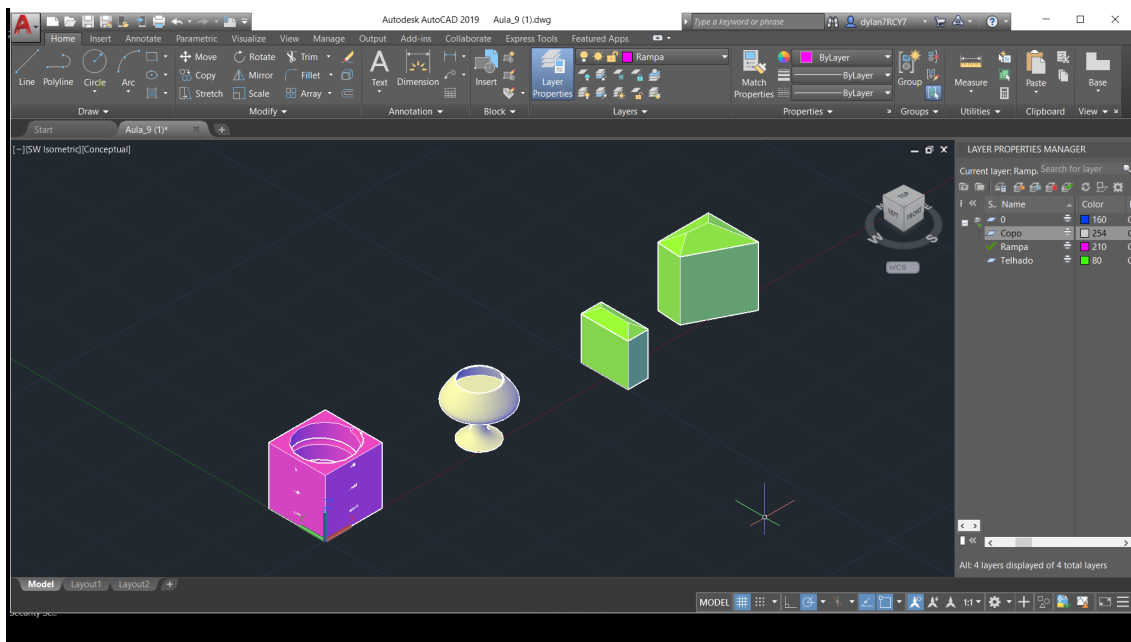 Autodesk AutoCAD 2019 Aula_9 (1).dwg
Type a keyword or phrase
dylan7RCY7
Home Insert Annotate Parametric Visualize View Manage Output Add-ins Collaborate Express Tools Featured Apps
Line Polyline Circle Arc
Move Rotate Trim
Copy Mirror Fillet
Stretch Scale Array
Text Dimension
Insert
Layer Properties
Rampa
Match Properties
ByLayer
ByLayer
ByLayer
Group
Measure
Paste
Base
Draw Modify Annotation Block Layers Properties Groups Utilities Clipboard View
Start Aula_9 (1)*
[−][SW Isometric][Conceptual]
TOP
LEFT FRONT
N
W S
WCS
LAYER PROPERTIES MANAGER
Current layer: Ramp
Search for layer
S.. Name Color
0 160
Copo 254
Rampa 210
Telhado 80
All: 4 layers displayed of 4 total layers
Model Layout1 Layout2 +
MODEL 1:1